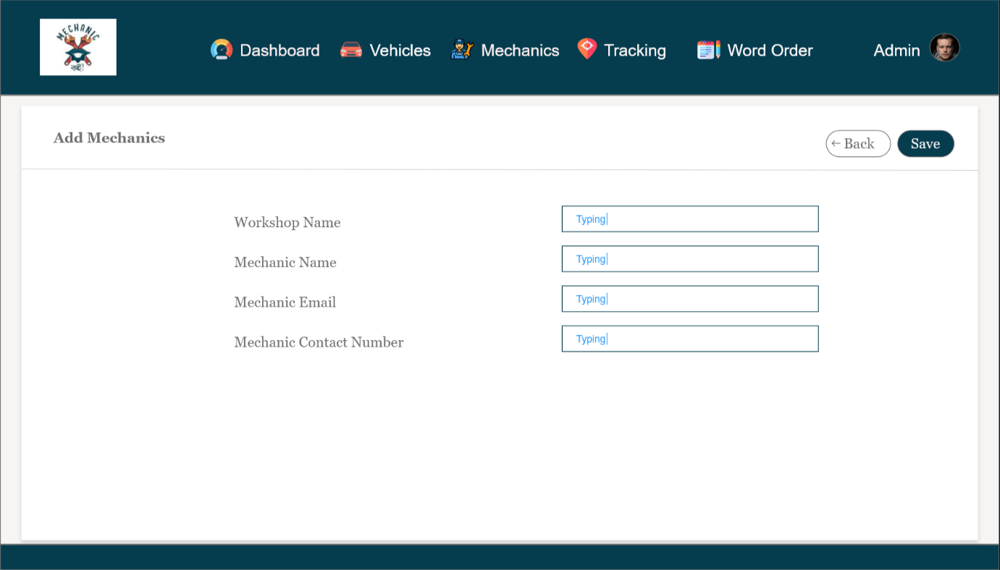 MECHANIC
কই?
Dashboard Vehicles Mechanics Tracking Word Order Admin
Add Mechanics
← Back Save
Workshop Name Typing|
Mechanic Name Typing|
Mechanic Email Typing|
Mechanic Contact Number Typing|